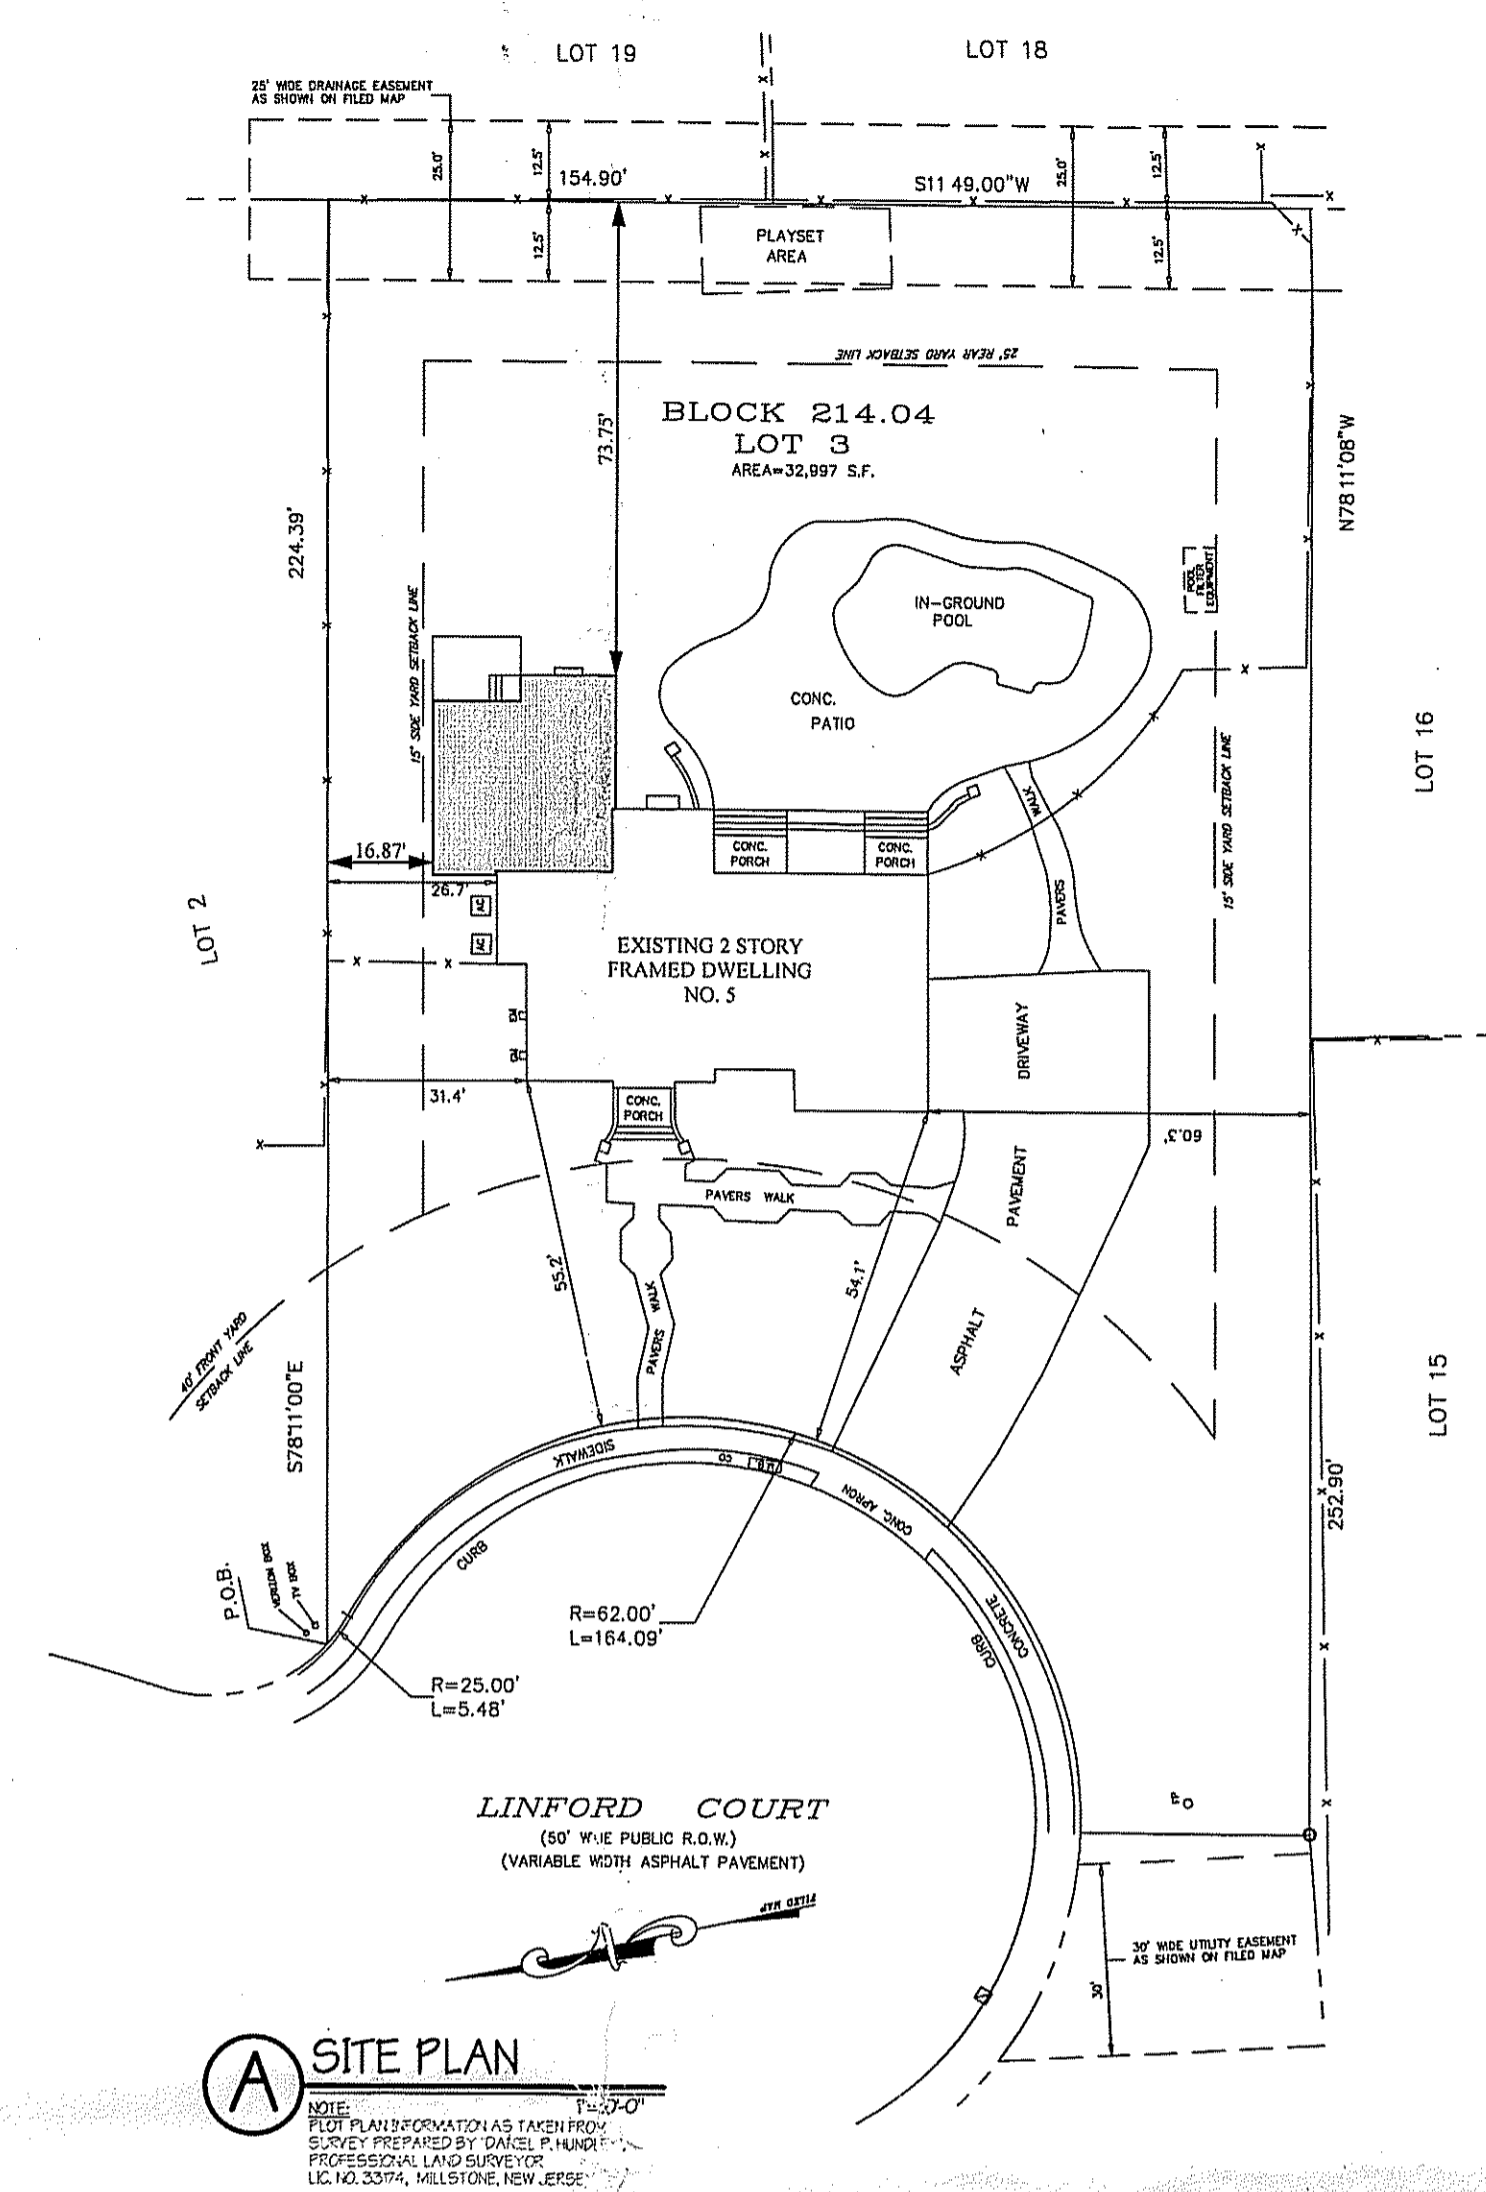 LOT 19
LOT 18
25' WIDE DRAINAGE EASEMENT
AS SHOWN ON FILED MAP
25.0'
12.5'
154.90'
S11 49.00"W
25.0'
12.5'
12.5'
12.5'
PLAYSET
AREA
25' REAR YARD SETBACK LINE
BLOCK 214.04
LOT 3
AREA=32,997 S.F.
73.75'
N78 11'08"W
224.39'
15' SIDE YARD SETBACK LINE
IN-GROUND
POOL
POOL
FILTER
EQUIPMENT
CONC.
PATIO
LOT 16
15' SIDE YARD SETBACK LINE
WALK
PAVERS
16.87'
26.7'
CONC.
PORCH
CONC.
PORCH
AC
AC
LOT 2
EXISTING 2 STORY
FRAMED DWELLING
NO. 5
DRIVEWAY
31.4'
CONC.
PORCH
60.3'
PAVERS WALK
PAVEMENT
55.2'
54.1'
PAVERS WALK
ASPHALT
40' FRONT YARD
SETBACK LINE
S78 11'00"E
LOT 15
252.90'
SIDEWALK
CO
CONC. APRON
CURB
P.O.B.
VERIZON BOX
TV BOX
R=62.00'
L=164.09'
CONCRETE
CURB
R=25.00'
L=5.48'
LINFORD COURT
(50' PUBLIC R.O.W.)
(VARIABLE WIDTH ASPHALT PAVEMENT)
FILED MAP
30' WIDE UTILITY EASEMENT
AS SHOWN ON FILED MAP
30'
A
SITE PLAN
NOTE:
PLOT PLAN INFORMATION AS TAKEN FROM
SURVEY PREPARED BY DANIEL P.
PROFESSIONAL LAND SURVEYOR
LIC. NO. 33174, MILLSTONE, NEW JERSEY